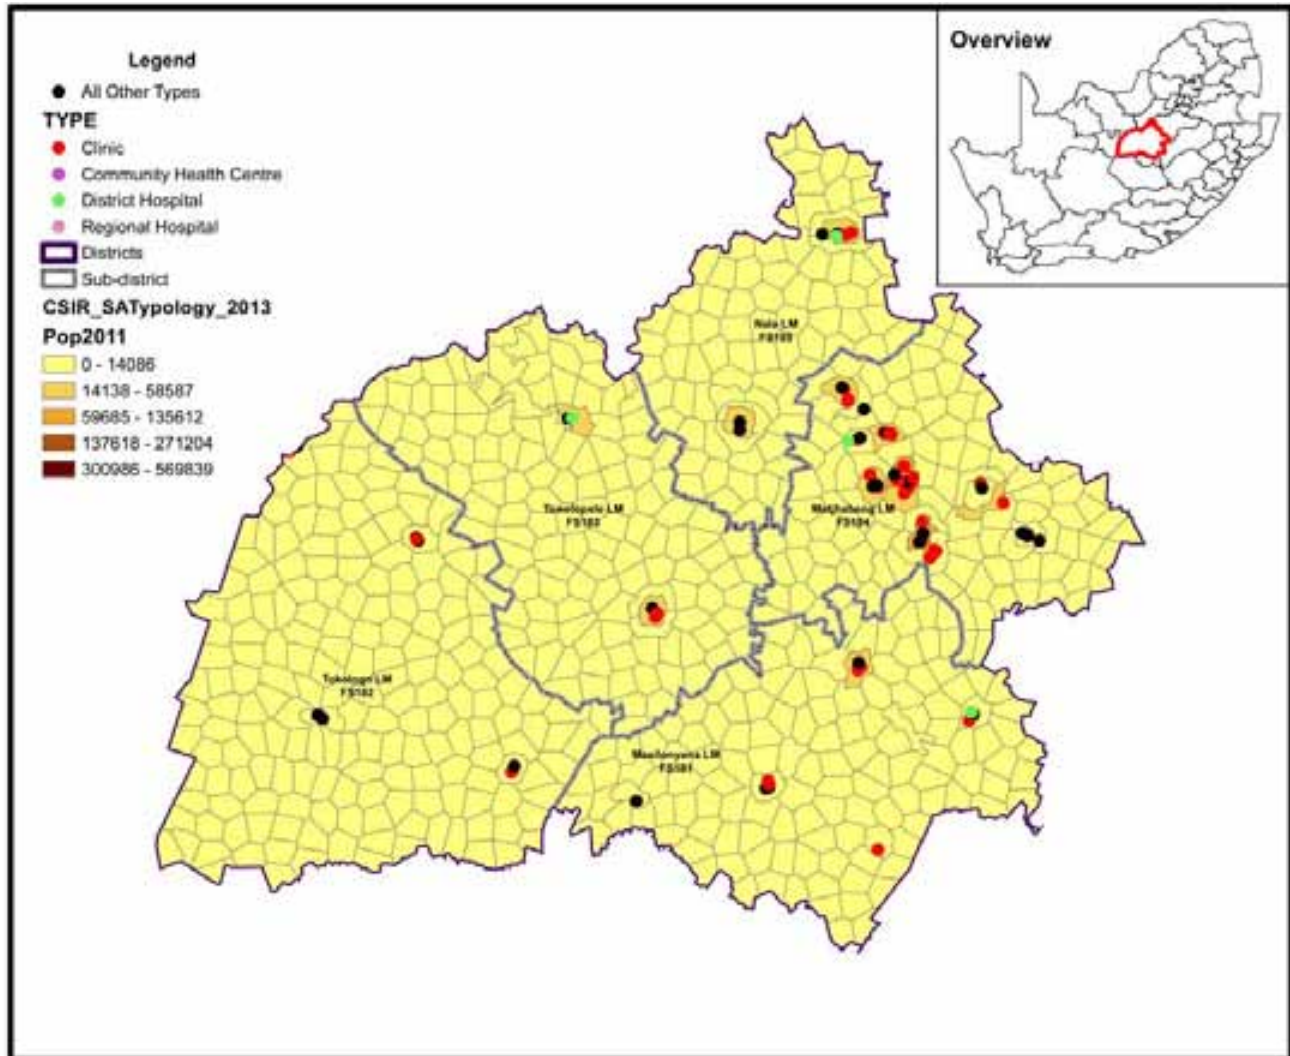 Legend
All Other Types
TYPE
Clinic
Community Health Centre
District Hospital
Regional Hospital
Districts
Sub-district
CSIR_SATypology_2013
Pop2011
0 - 14086
14138 - 58587
59685 - 135612
137618 - 271204
300986 - 569839
Overview
Nala LM
FS185
Tswelopele LM
FS183
Matjhabeng LM
FS184
Tokologo LM
FS182
Masilonyana LM
FS181